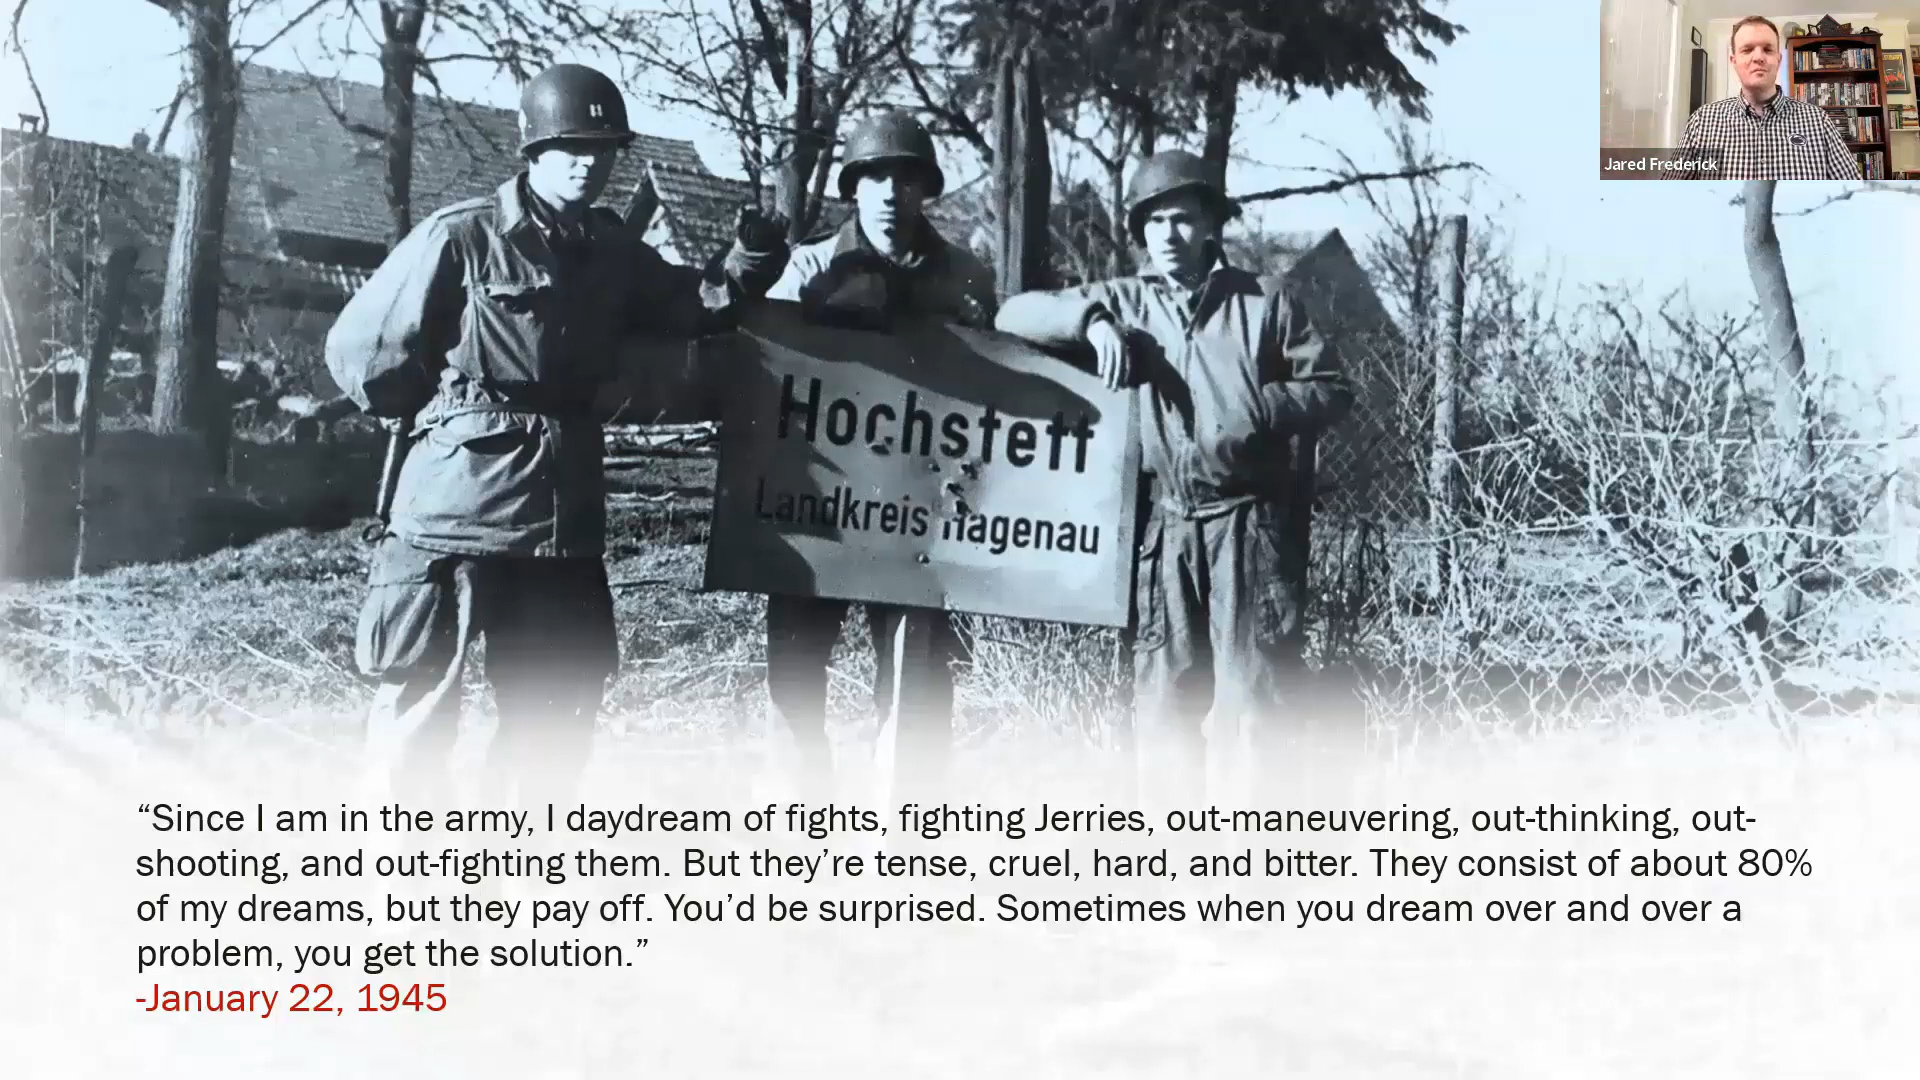 Jared Frederick
Hochstett
Landkreis Hagenau
“Since I am in the army, I daydream of fights, fighting Jerries, out-maneuvering, out-thinking, out-
shooting, and out-fighting them. But they’re tense, cruel, hard, and bitter. They consist of about 80%
of my dreams, but they pay off. You’d be surprised. Sometimes when you dream over and over a
problem, you get the solution.”
-January 22, 1945